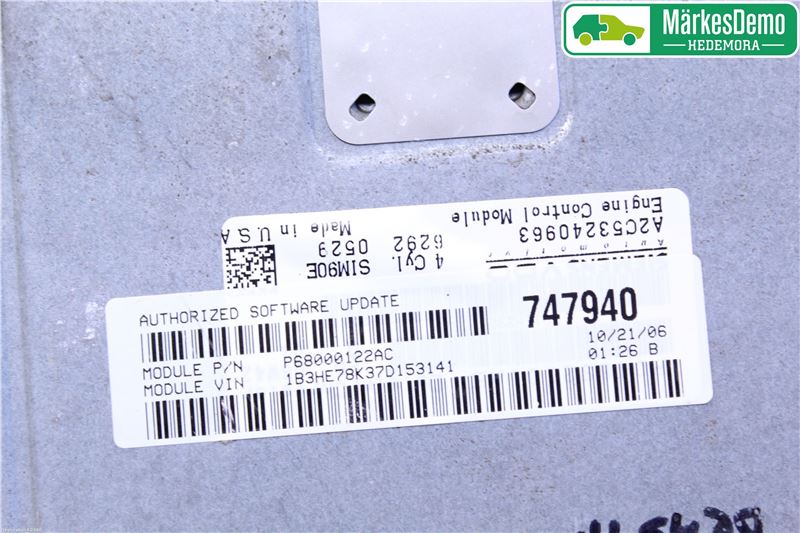 MärkesDemo
HEDEMORA
Engine Control Module
A2C53240963
Made in U.S.A
0529 6292
SIM90E 4 Cyl.
AUTHORIZED SOFTWARE UPDATE
747940
MODULE P/N P68000122AC
10/21/06
MODULE VIN 1B3HE78K37D153141
01:26 B